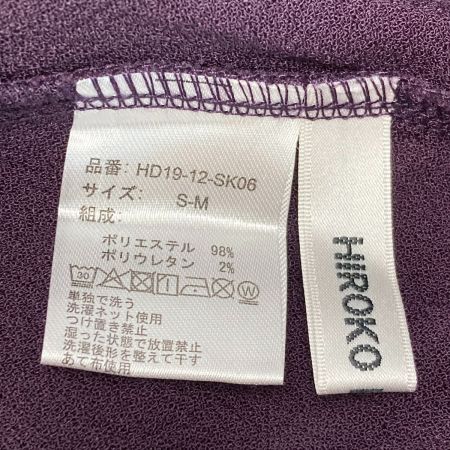 品番: HD19-12-SK06
サイズ: S-M
組成:
ポリエステル 98%
ポリウレタン 2%
30 W
単独で洗う
洗濯ネット使用
つけ置き禁止
湿った状態で放置禁止
洗濯後形を整えて干す
あて布使用
HIROKO